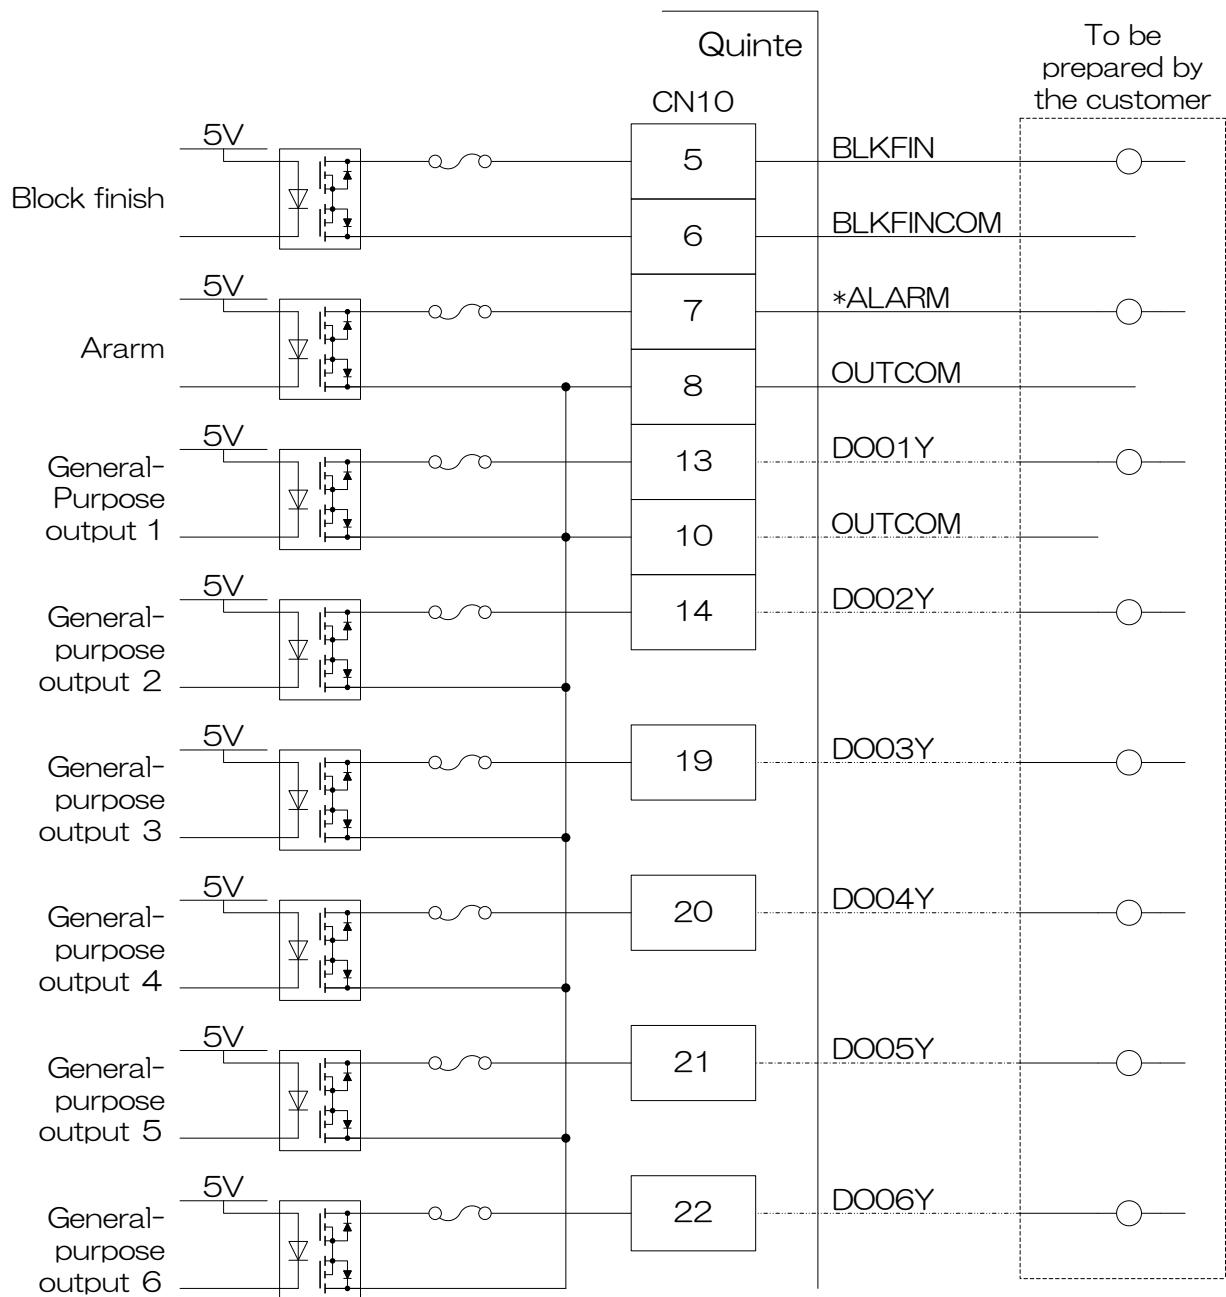 Quinte
To be
prepared by
the customer
CN10
5V
Block finish
5
BLKFIN
6
BLKFINCOM
5V
Ararm
7
*ALARM
8
OUTCOM
5V
General-
Purpose
output 1
13
DO01Y
10
OUTCOM
5V
General-
purpose
output 2
14
DO02Y
5V
General-
purpose
output 3
19
DO03Y
5V
General-
purpose
output 4
20
DO04Y
5V
General-
purpose
output 5
21
DO05Y
5V
General-
purpose
output 6
22
DO06Y